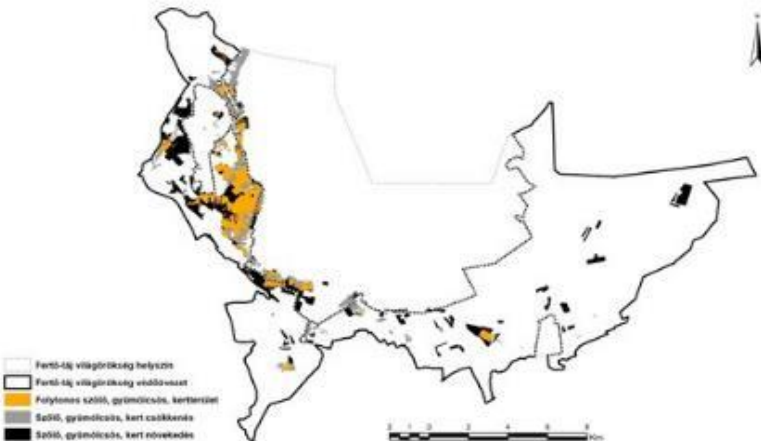 Fertő-táj világörökség helyszín
Fertő-táj világörökség védőövezet
Folytonos szőlő, gyümölcsös, kertterület
Szőlő, gyümölcsös, kert csökkenés
Szőlő, gyümölcsös, kert növekedés